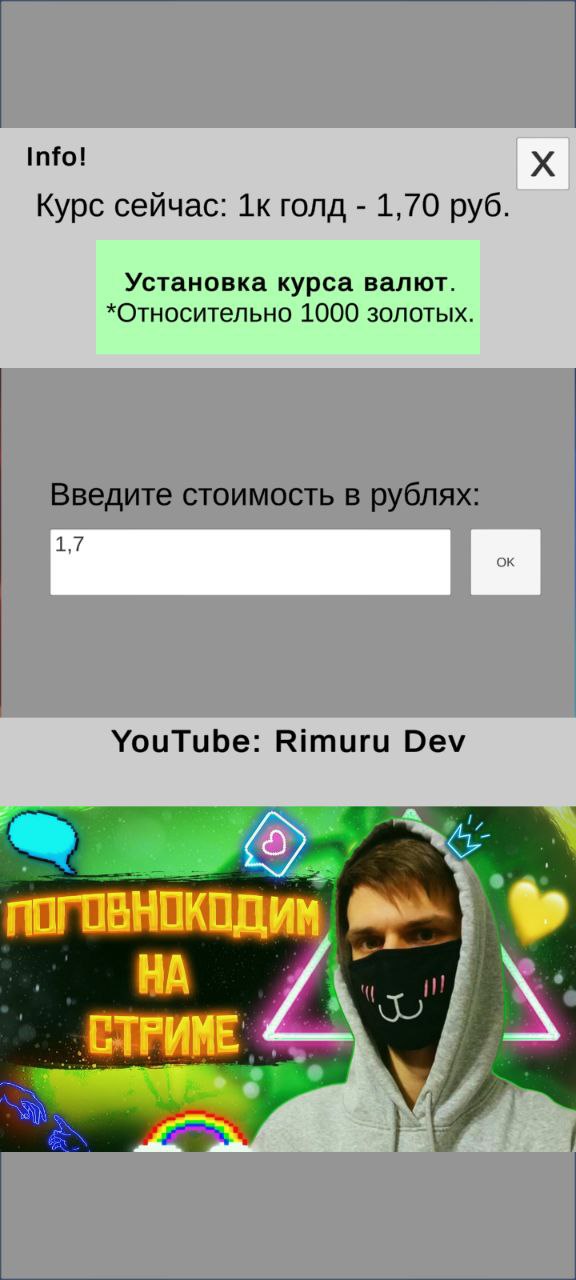 Info!
X
Курс сейчас: 1к голд - 1,70 руб.
Установка курса валют.
*Относительно 1000 золотых.
Введите стоимость в рублях:
1,7
OK
YouTube: Rimuru Dev
ПОГОВНОКОДИМ
НА
СТРИМЕ